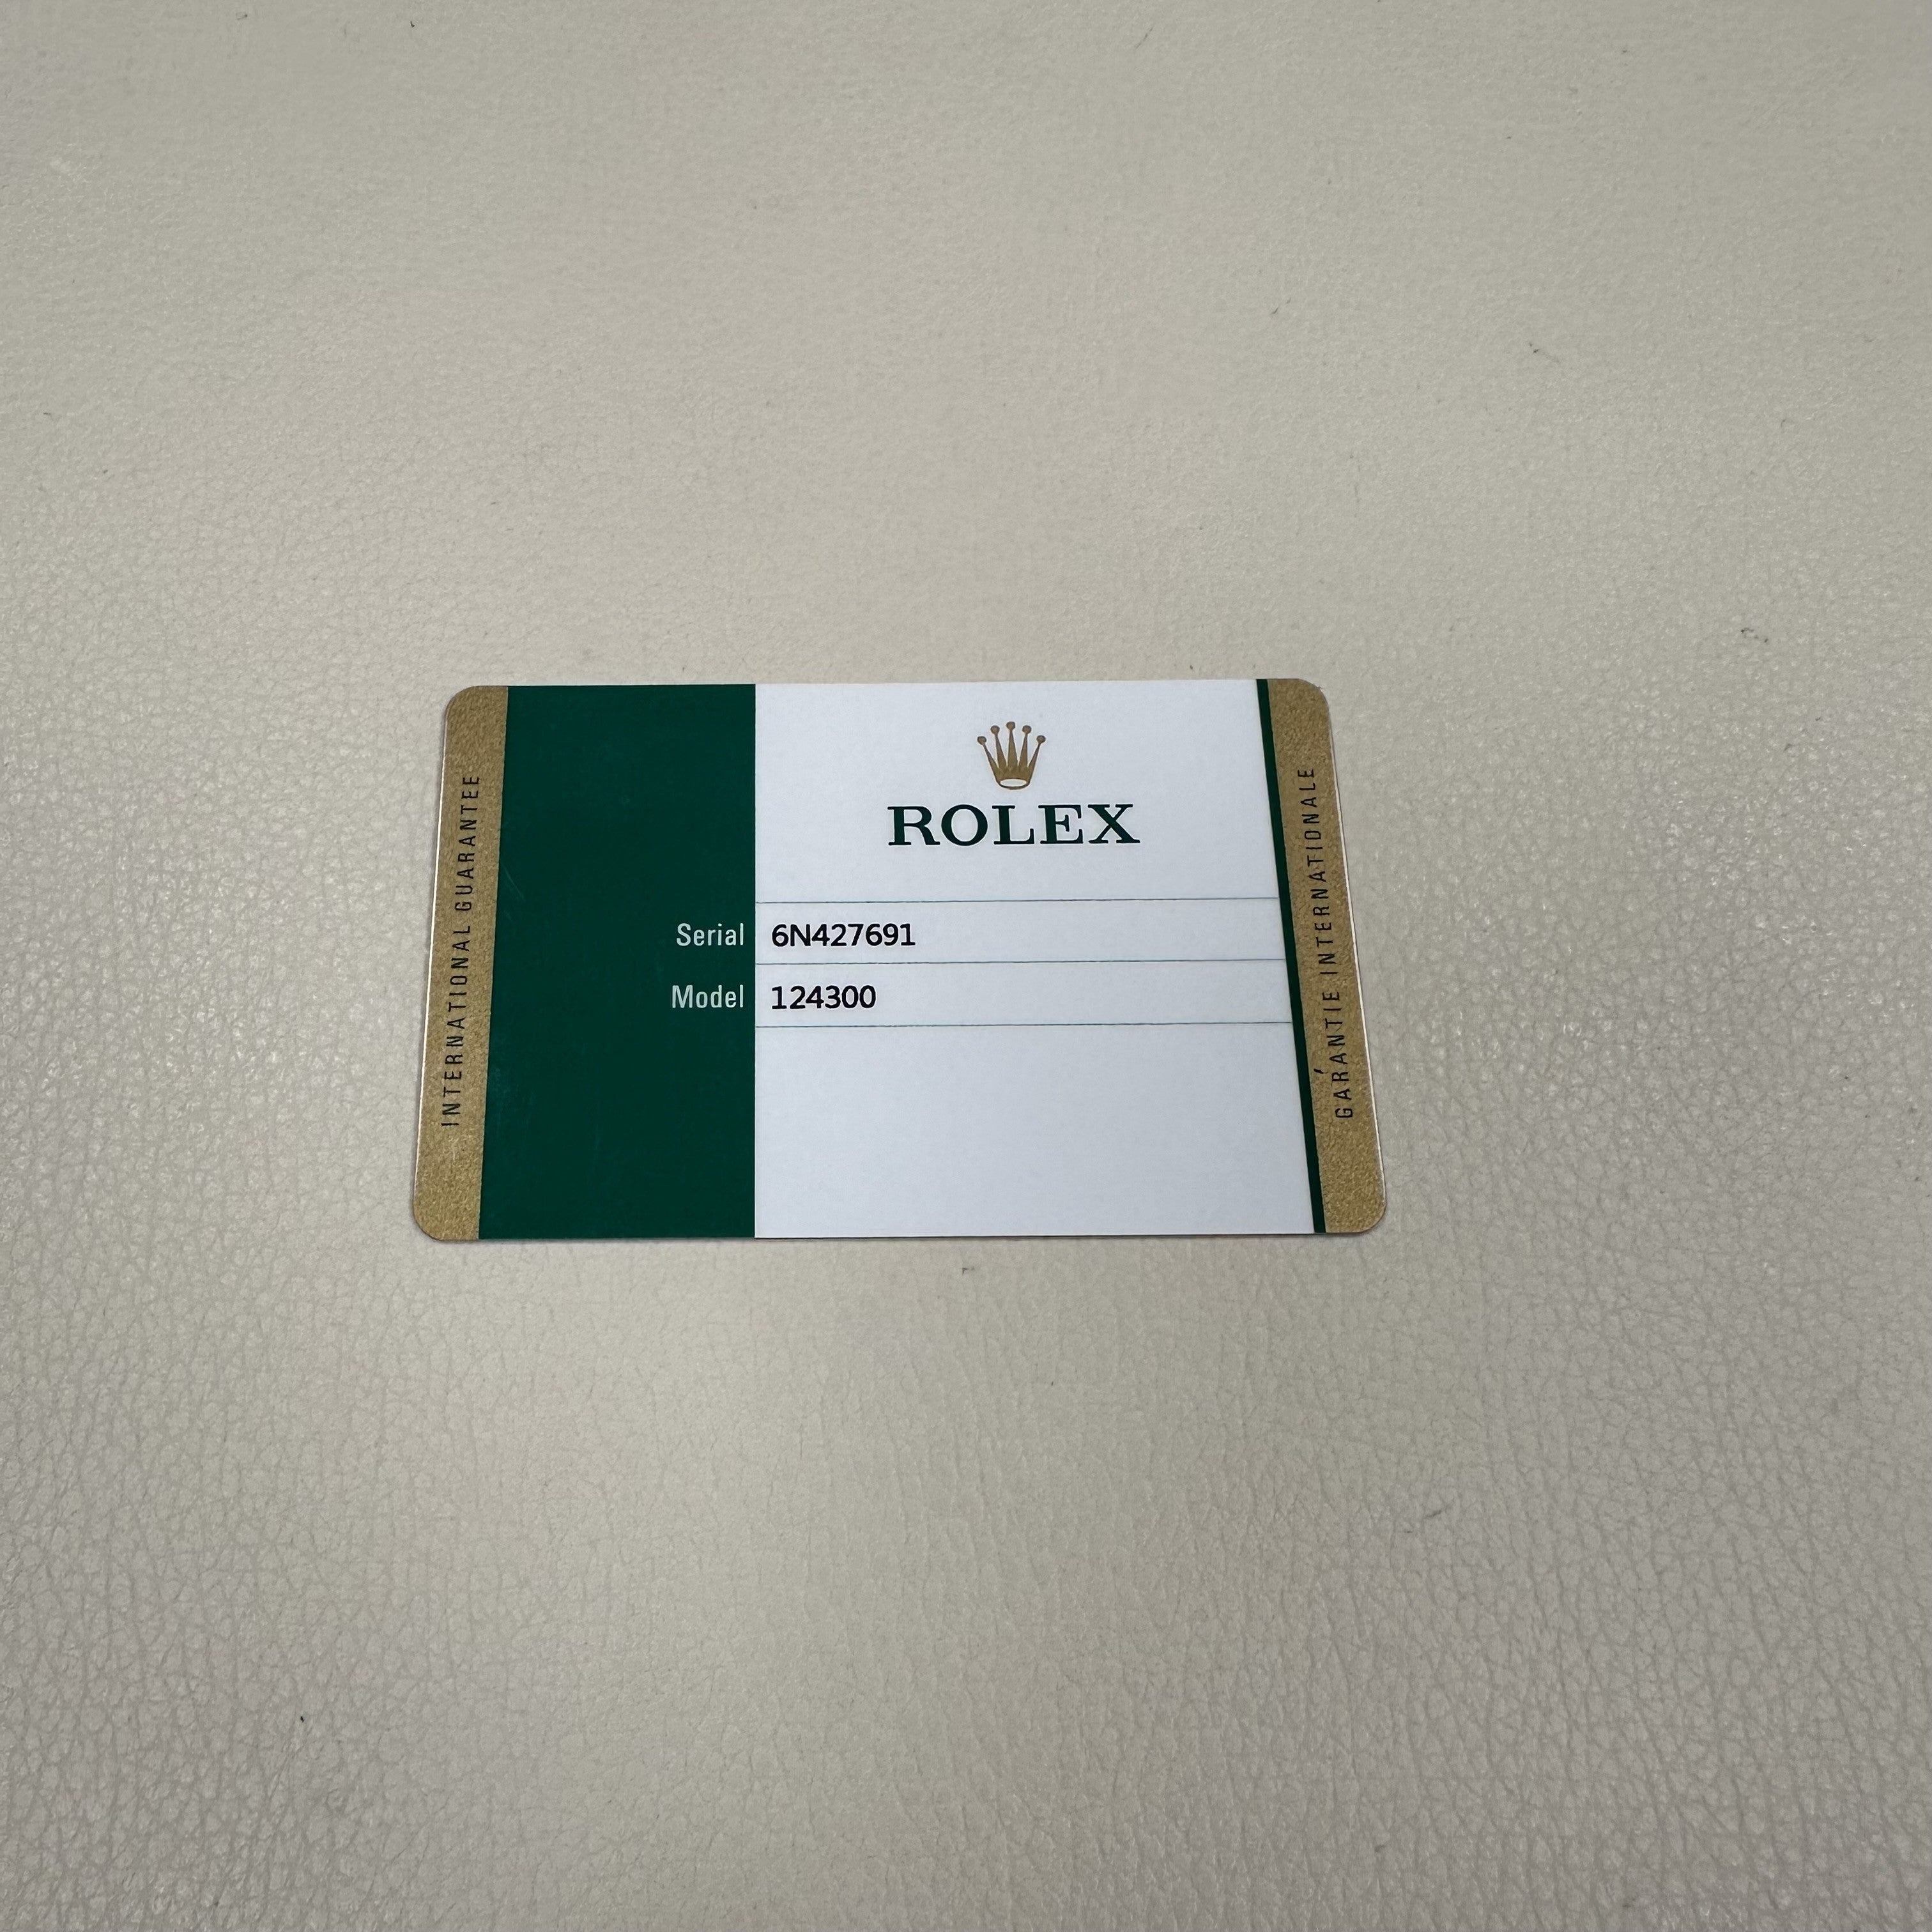 INTERNATIONAL GUARANTEE
ROLEX
Serial 6N427691
Model 124300
GARANTIE INTERNATIONALE